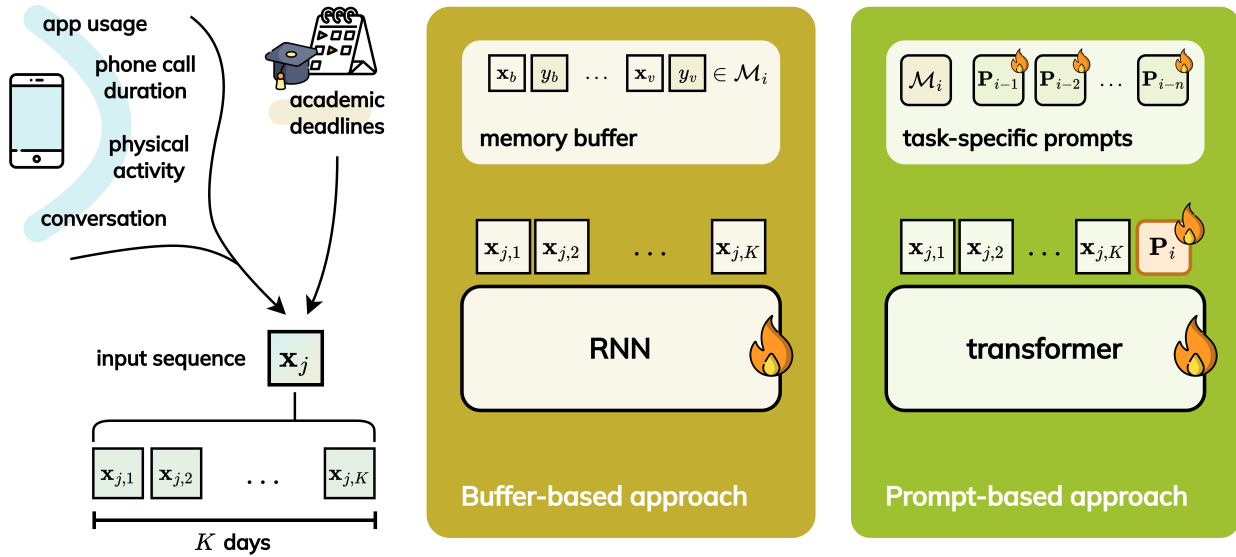 app usage
phone call
duration
physical
activity
conversation
academic
deadlines
input sequence
x_j
x_{j,1} x_{j,2} ... x_{j,K}
K days
x_b y_b ... x_v y_v ∈ M_i
memory buffer
x_{j,1} x_{j,2} ... x_{j,K}
RNN
Buffer-based approach
M_i P_{i-1} P_{i-2} ... P_{i-n}
task-specific prompts
x_{j,1} x_{j,2} ... x_{j,K} P_i
transformer
Prompt-based approach